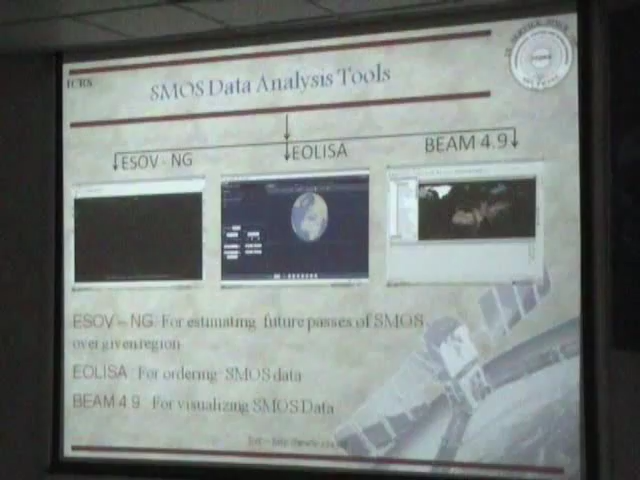 ICRS
SMOS Data Analysis Tools
ESOV - NG
EOLISA
BEAM 4.9
ESOV – NG: For estimating future passes of SMOS
over given region
EOLISA : For ordering SMOS data
BEAM 4.9 For visualizing SMOS Data